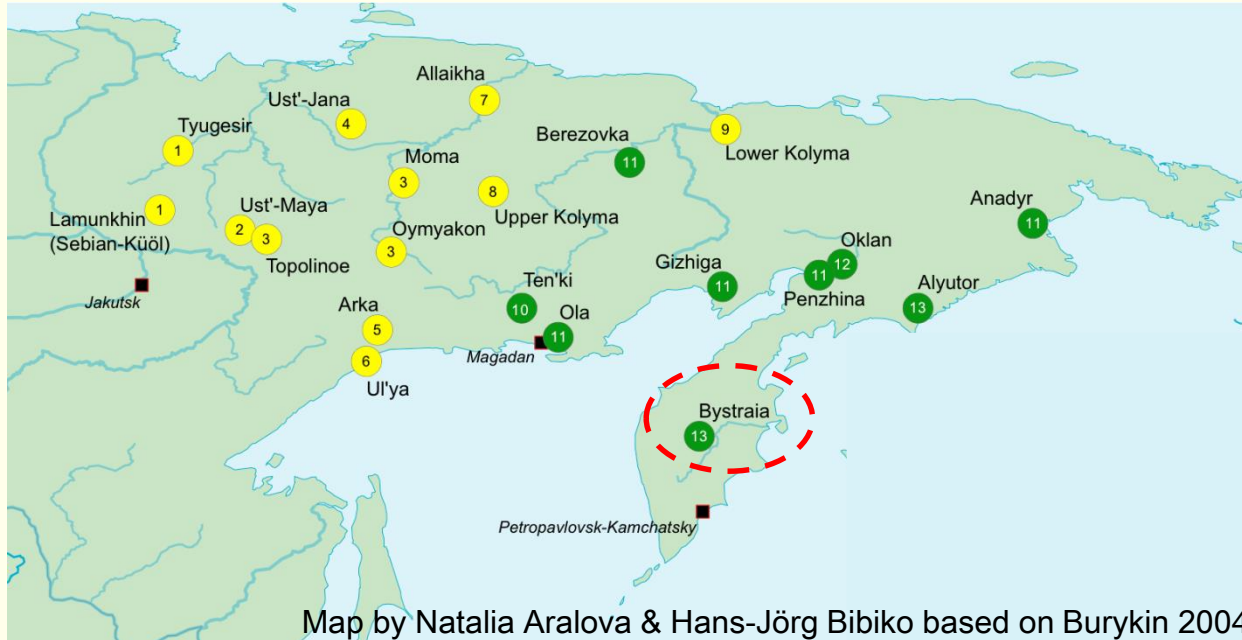 Allaikha
7
Ust'-Jana
4
Tyugesir
1
Berezovka
11
9
Lower Kolyma
Moma
3
8
Upper Kolyma
Anadyr
11
Lamunkhin
(Sebian-Küöl)
1
Ust'-Maya
2
3
Topolinoe
Oymyakon
3
Oklan
12
11
Penzhina
Gizhiga
11
Alyutor
13
Jakutsk
Ten'ki
10
Ola
11
Arka
5
Magadan
6
Ul'ya
Bystraia
13
Petropavlovsk-Kamchatsky
Map by Natalia Aralova & Hans-Jörg Bibiko based on Burykin 2004